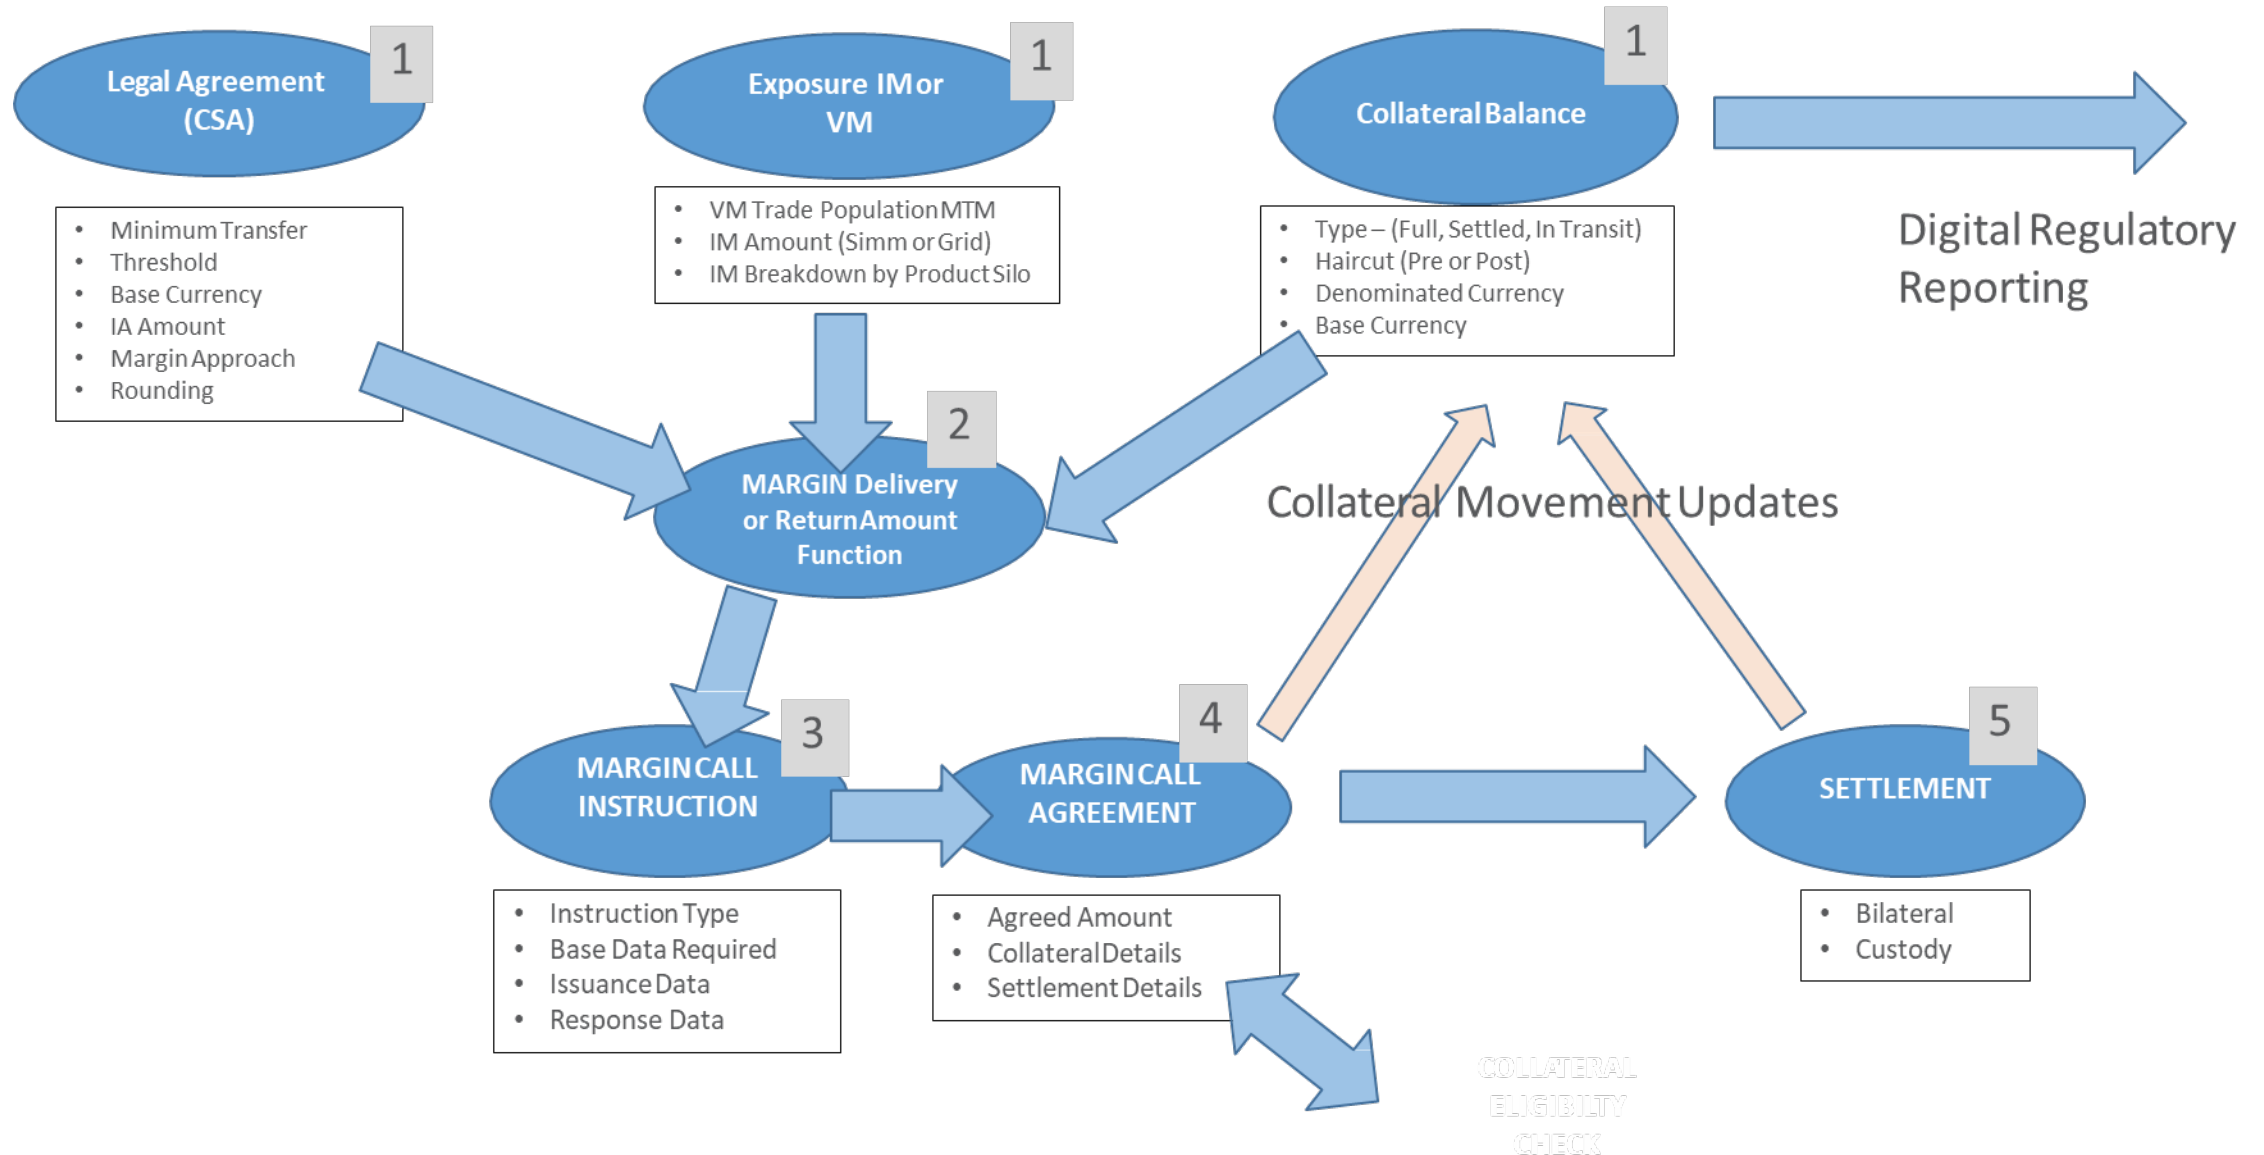 1
Legal Agreement
(CSA)
• Minimum Transfer
• Threshold
• Base Currency
• IA Amount
• Margin Approach
• Rounding
1
Exposure IM or
VM
• VM Trade Population MTM
• IM Amount (Simm or Grid)
• IM Breakdown by Product Silo
1
Collateral Balance
• Type – (Full, Settled, In Transit)
• Haircut (Pre or Post)
• Denominated Currency
• Base Currency
Digital Regulatory
Reporting
2
MARGIN Delivery
or Return Amount
Function
Collateral Movement Updates
3
MARGIN CALL
INSTRUCTION
• Instruction Type
• Base Data Required
• Issuance Data
• Response Data
4
MARGIN CALL
AGREEMENT
• Agreed Amount
• Collateral Details
• Settlement Details
5
SETTLEMENT
• Bilateral
• Custody
COLLATERAL
ELIGIBILTY
CHECK